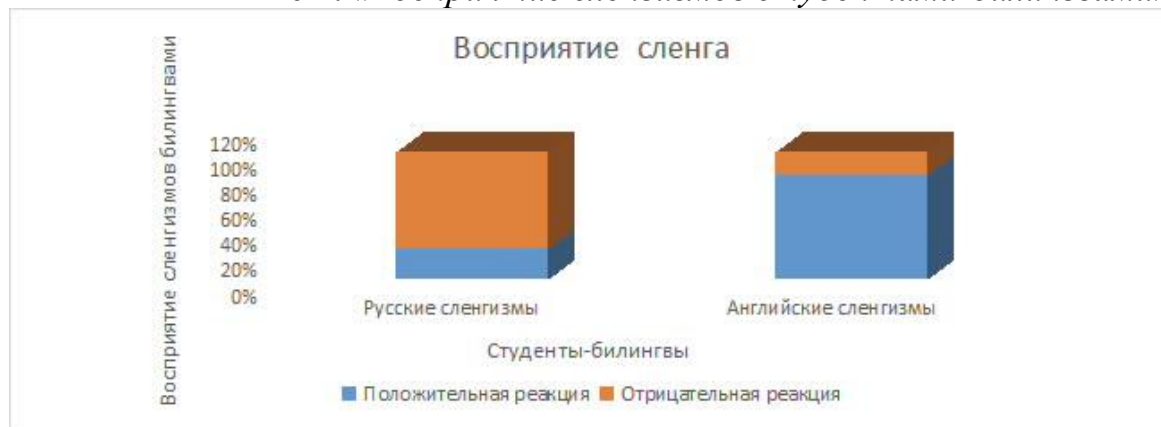 Восприятие сленга
Восприятие сленгизмов билингвами
120%
100%
80%
60%
40%
20%
0%
Русские сленгизмы
Английские сленгизмы
Студенты-билингвы
Положительная реакция
Отрицательная реакция